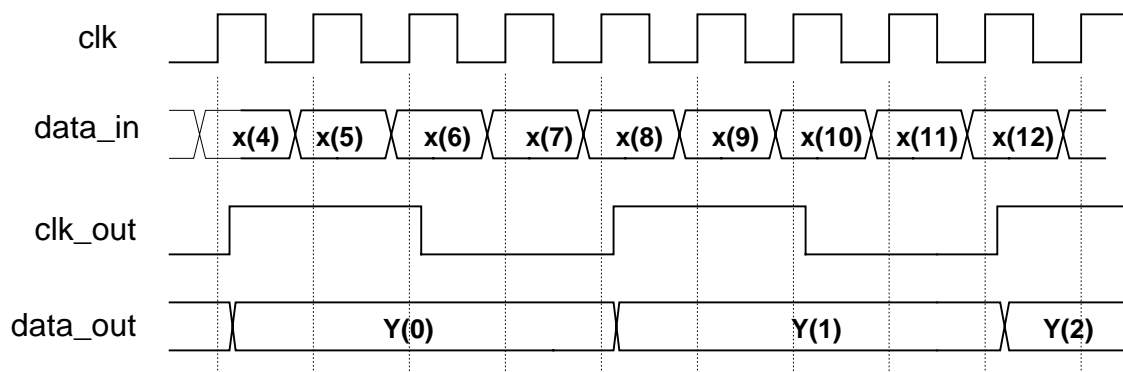 clk
data_in x(4) x(5) x(6) x(7) x(8) x(9) x(10) x(11) x(12)
clk_out
data_out Y(0) Y(1) Y(2)